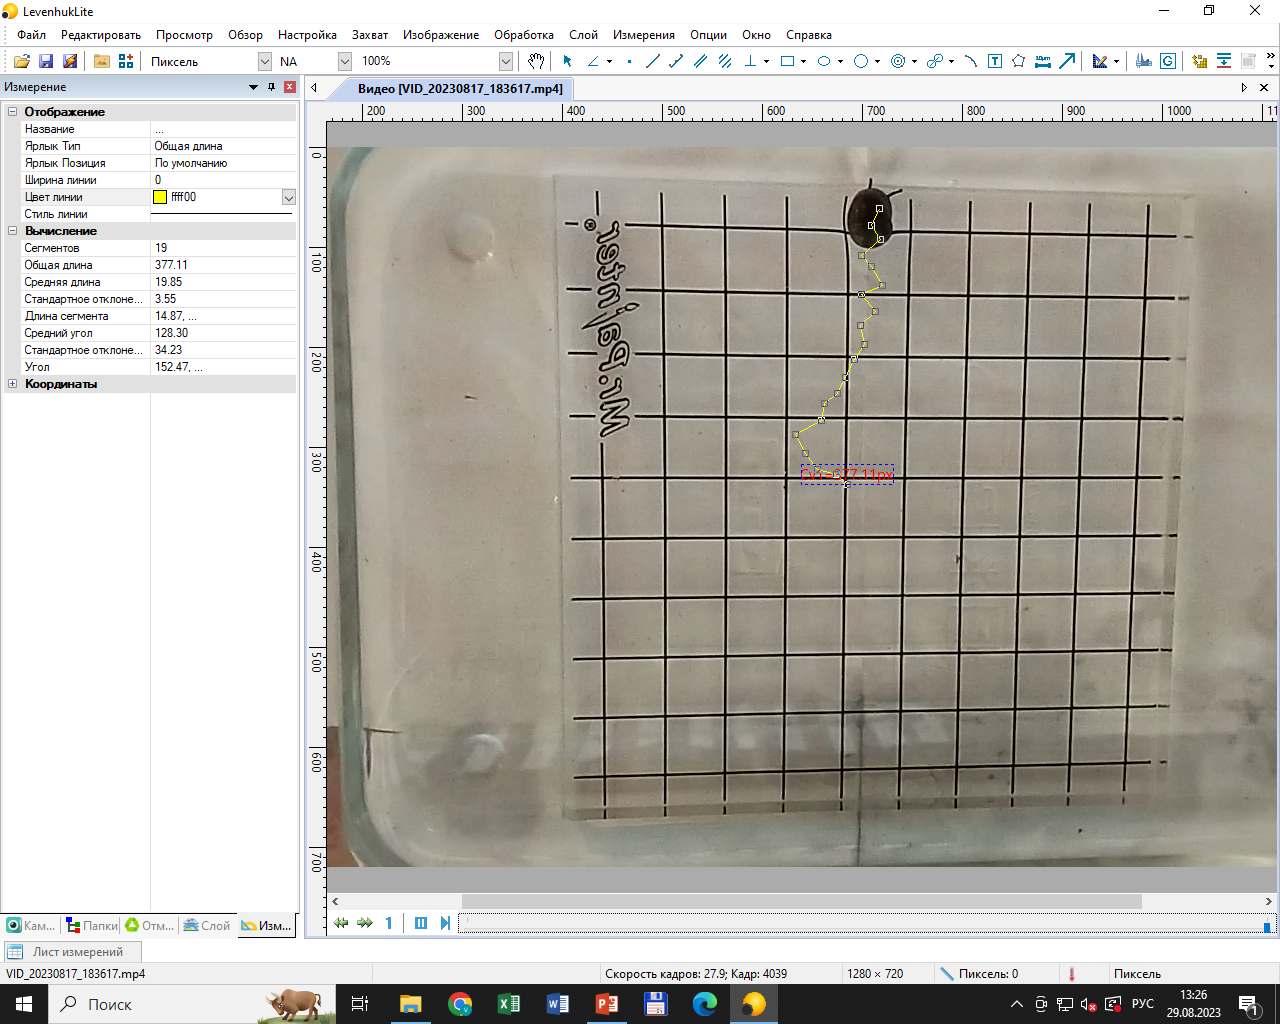 LevenhukLite
Файл Редактировать Просмотр Обзор Настройка Захват Изображение Обработка Слой Измерения Опции Окно Справка
Пиксель NA 100%
Измерение
Видео [VID_20230817_183617.mp4]
Отображение
Название ...
Ярлык Тип Общая длина
Ярлык Позиция По умолчанию
Ширина линии 0
Цвет линии ffff00
Стиль линии
Вычисление
Сегментов 19
Общая длина 377.11
Средняя длина 19.85
Стандартное отклоне... 3.55
Длина сегмента 14.87, ...
Средний угол 128.30
Стандартное отклоне... 34.23
Угол 152.47, ...
Координаты
200 300 400 500 600 700 800 900 1000
0
100
200
300
400
500
600
700
Mr. Painter
Кам... Папки Отм... Слой Изм...
1
Лист измерений
VID_20230817_183617.mp4 Скорость кадров: 27.9; Кадр: 4039 1280 × 720 Пиксель: 0 Пиксель
Поиск
РУС
13:26
29.08.2023
1